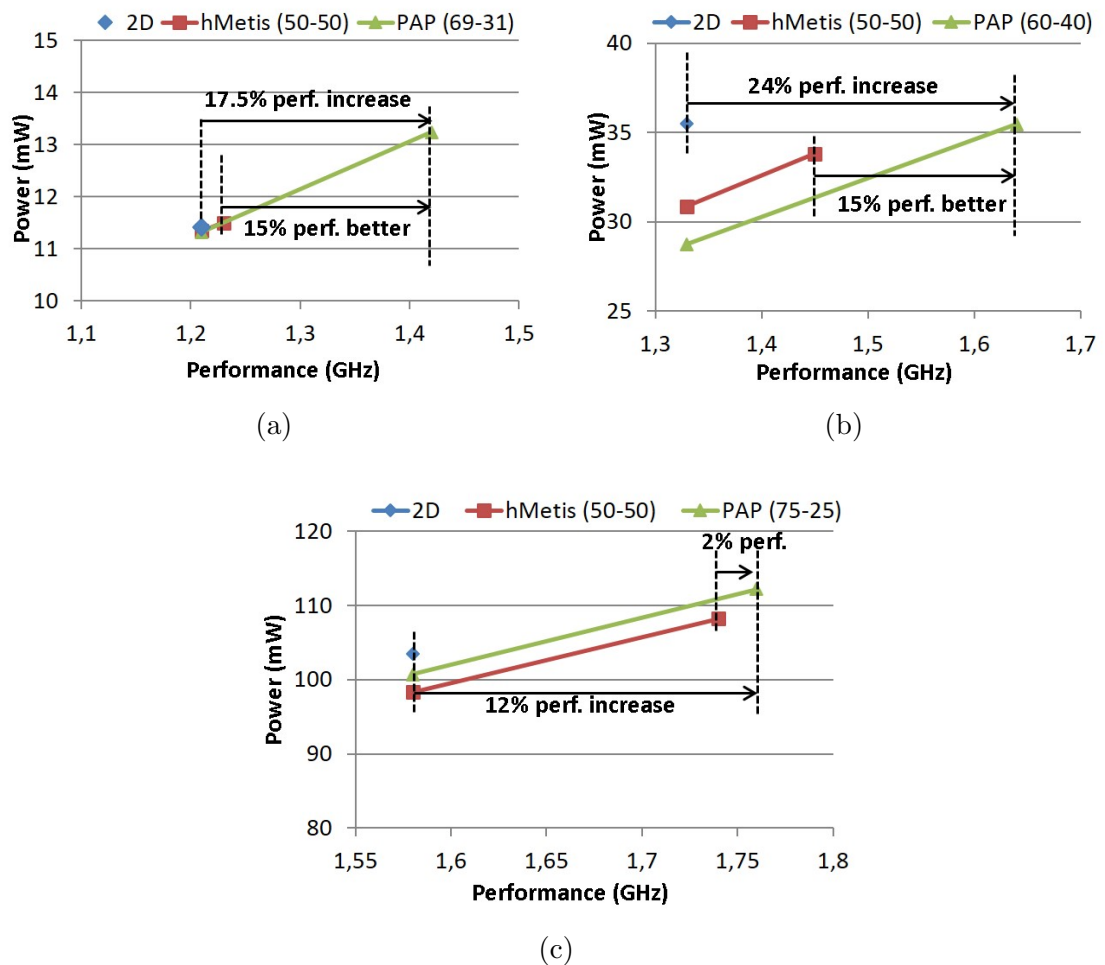 2D hMetis (50-50) PAP (69-31)
15
14
13
12
11
10
Power (mW)
17.5% perf. increase
15% perf. better
1,1 1,2 1,3 1,4 1,5
Performance (GHz)
(a)
2D hMetis (50-50) PAP (60-40)
40
35
30
25
Power (mW)
24% perf. increase
15% perf. better
1,3 1,4 1,5 1,6 1,7
Performance (GHz)
(b)
2D hMetis (50-50) PAP (75-25)
120
110
100
90
80
Power (mW)
2% perf.
12% perf. increase
1,55 1,6 1,65 1,7 1,75 1,8
Performance (GHz)
(c)